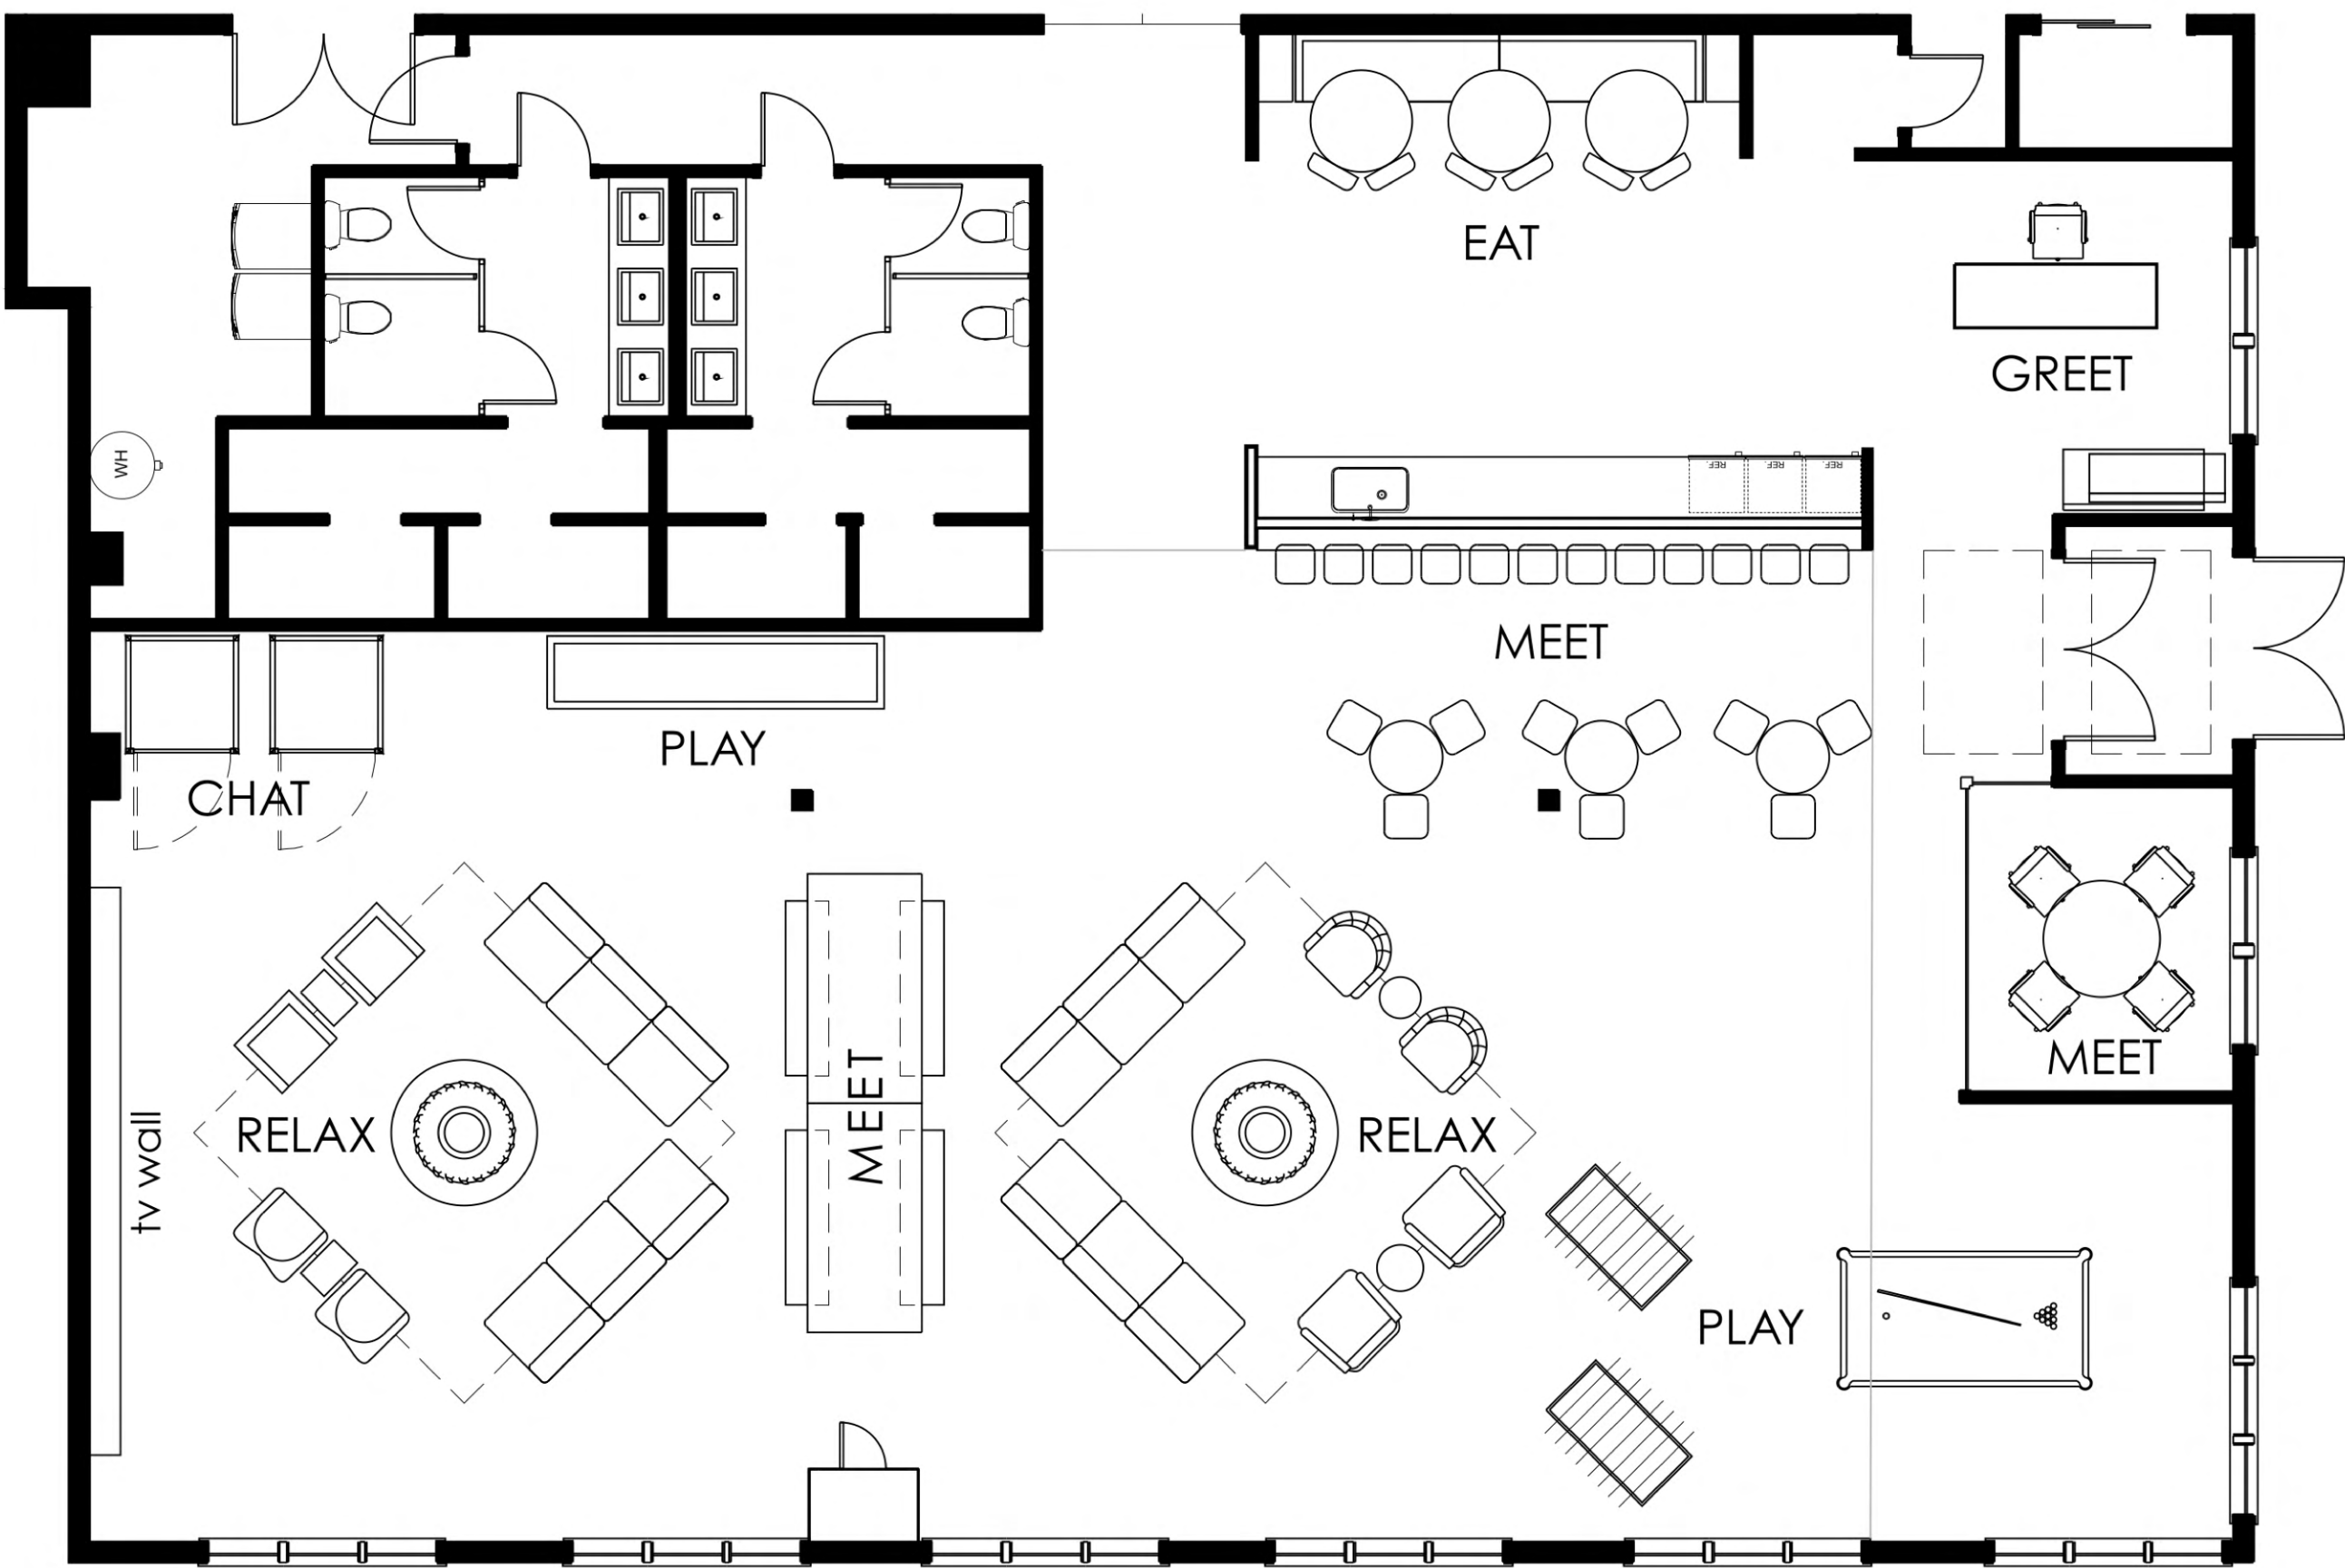 EAT
GREET
WH
REF.
REF.
REF.
MEET
PLAY
CHAT
MEET
MEET
RELAX
RELAX
tv wall
PLAY